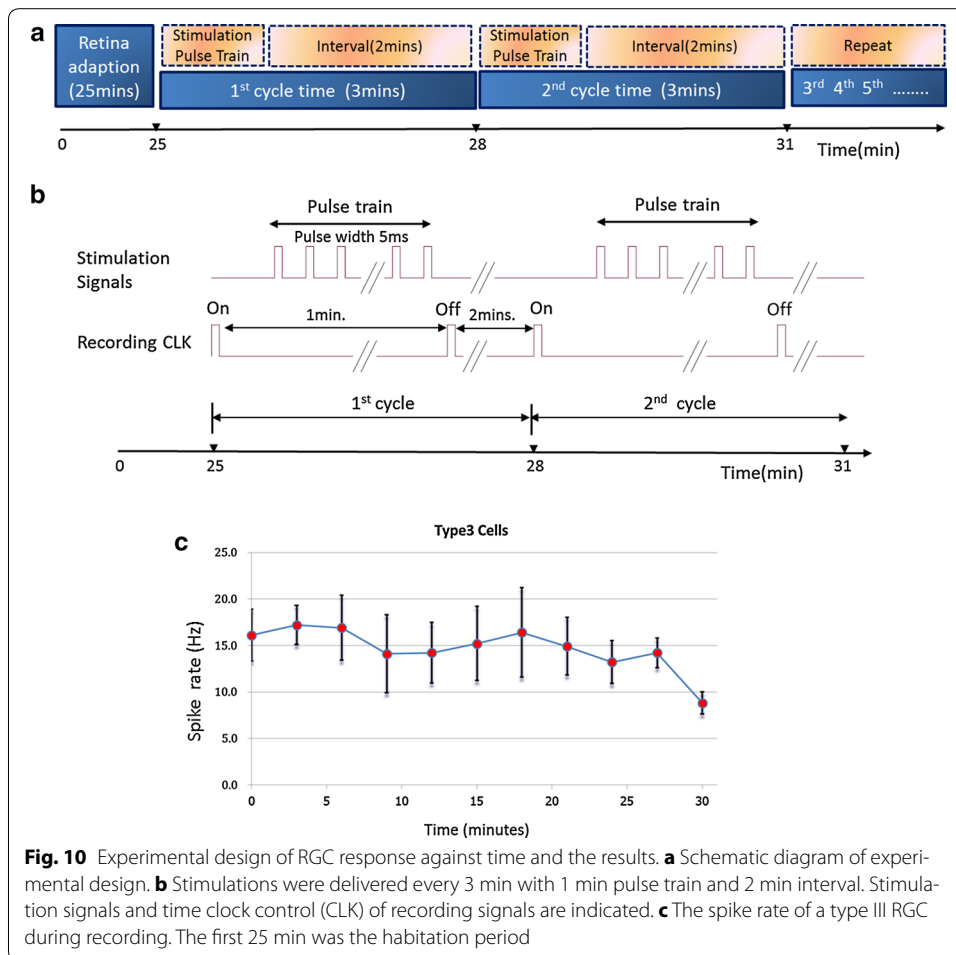 a
Retina
adaption
(25mins)
Stimulation
Pulse Train
Interval(2mins)
Stimulation
Pulse Train
Interval(2mins)
Repeat
1st cycle time (3mins)
2nd cycle time (3mins)
3rd 4th 5th ........
0
25
28
31
Time(min)
b
Pulse train
Pulse train
Pulse width 5ms
Stimulation
Signals
On
1min.
Off
2mins.
On
Off
Recording CLK
1st cycle
2nd cycle
0
25
28
31
Time(min)
c
Type3 Cells
Spike rate (Hz)
25.0
20.0
15.0
10.0
5.0
0.0
0 5 10 15 20 25 30
Time (minutes)
Fig. 10 Experimental design of RGC response against time and the results. a Schematic diagram of experi-
mental design. b Stimulations were delivered every 3 min with 1 min pulse train and 2 min interval. Stimula-
tion signals and time clock control (CLK) of recording signals are indicated. c The spike rate of a type III RGC
during recording. The first 25 min was the habitation period